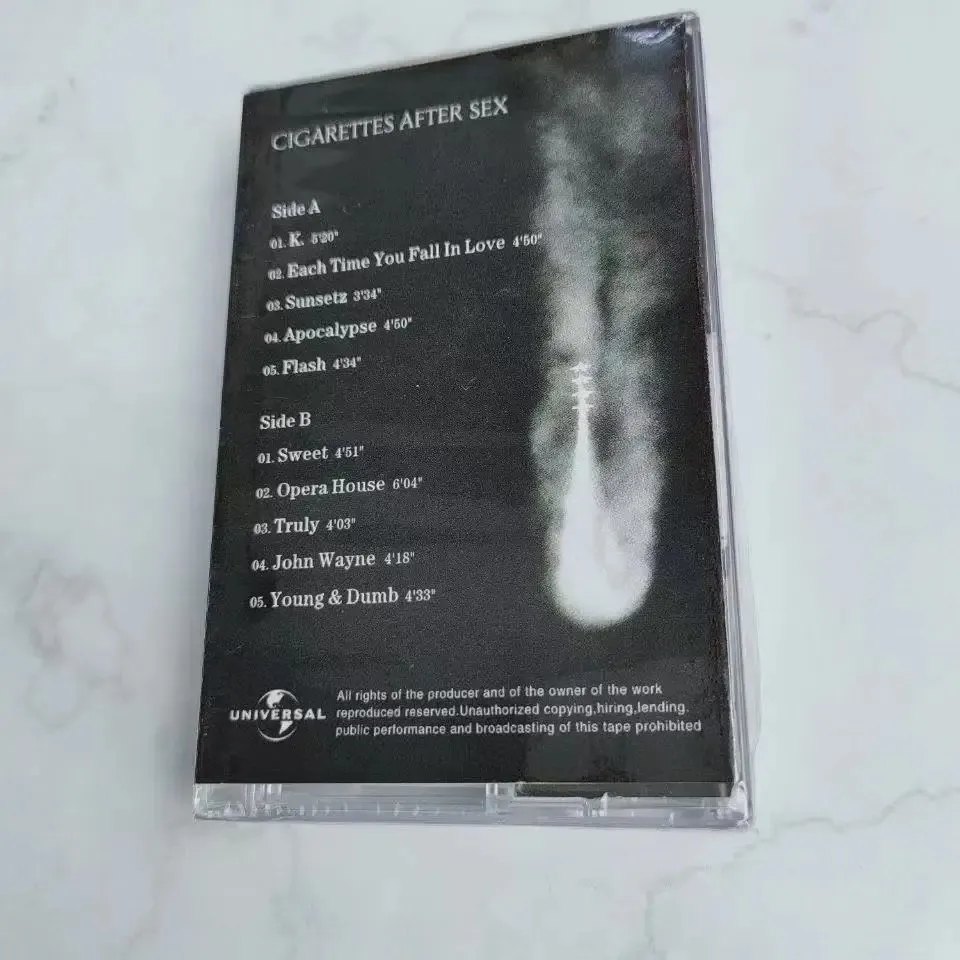 CIGARETTES AFTER SEX
Side A
01. K. 5'20"
02. Each Time You Fall In Love 4'50"
03. Sunsetz 3'34"
04. Apocalypse 4'50"
05. Flash 4'34"
Side B
01. Sweet 4'51"
02. Opera House 6'04"
03. Truly 4'03"
04. John Wayne 4'18"
05. Young & Dumb 4'33"
UNIVERSAL
All rights of the producer and of the owner of the work
reproduced reserved.Unauthorized copying,hiring,lending.
public performance and broadcasting of this tape prohibited